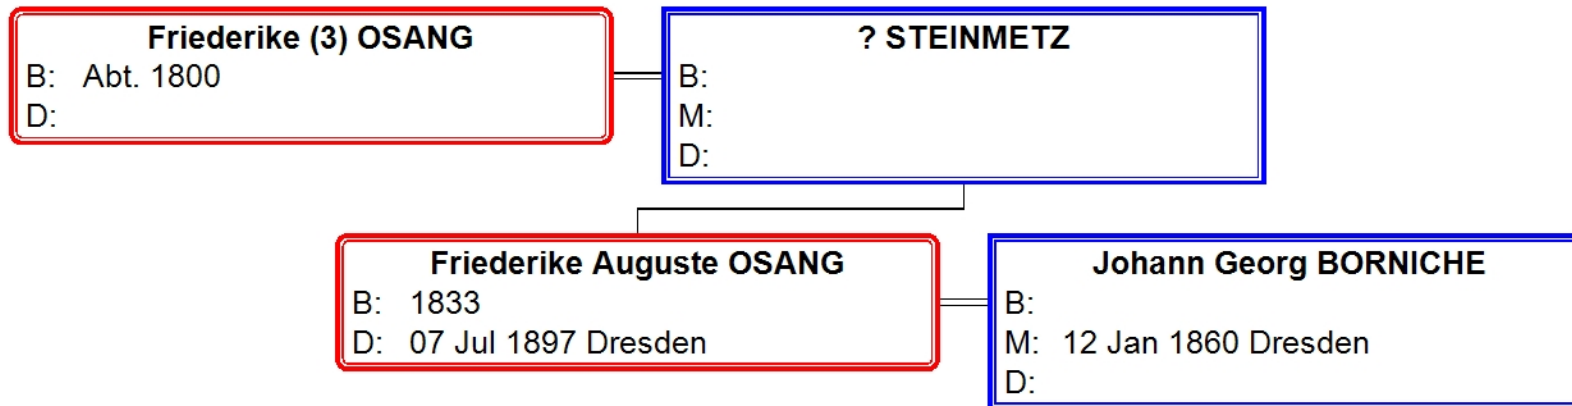 Friederike (3) OSANG
B: Abt. 1800
D:
? STEINMETZ
B:
M:
D:
Friederike Auguste OSANG
B: 1833
D: 07 Jul 1897 Dresden
Johann Georg BORNICHE
B:
M: 12 Jan 1860 Dresden
D: